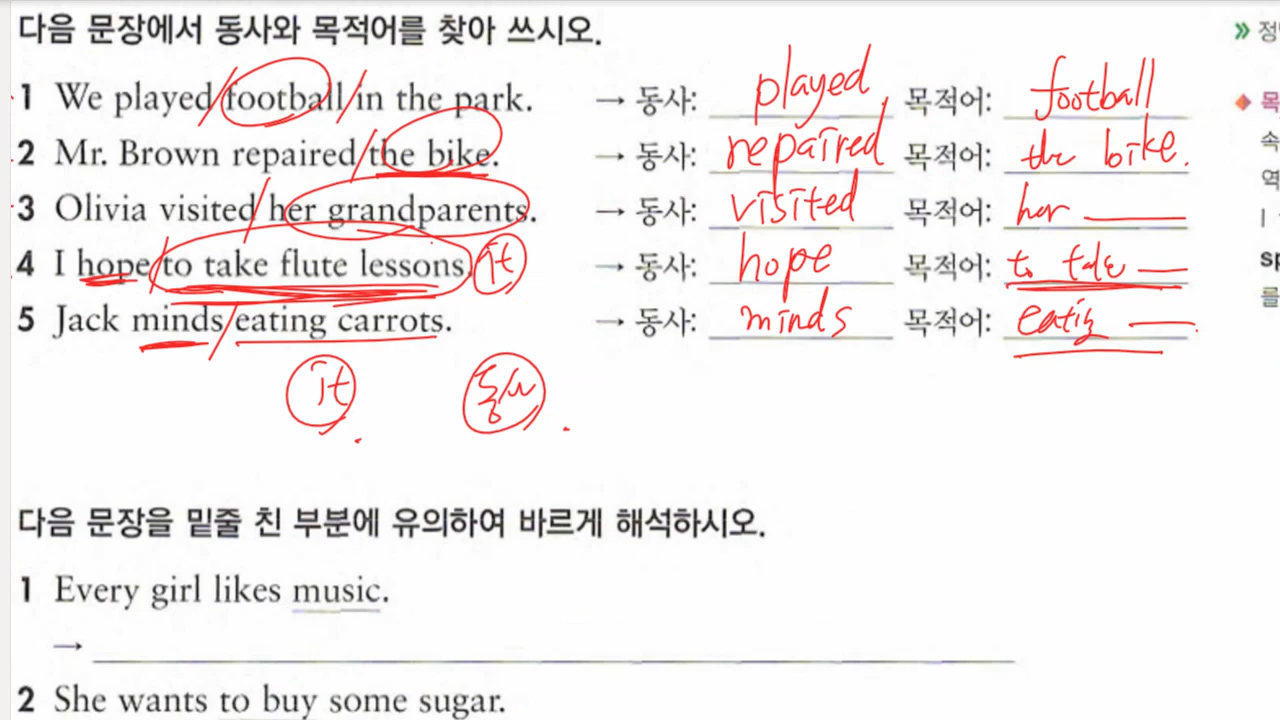 다음 문장에서 동사와 목적어를 찾아 쓰시오.
1 We played / football / in the park. → 동사: played 목적어: football
2 Mr. Brown repaired / the bike. → 동사: repaired 목적어: the bike.
3 Olivia visited / her grandparents. → 동사: visited 목적어: her
4 I hope / to take flute lessons. it → 동사: hope 목적어: to take
5 Jack minds / eating carrots. → 동사: minds 목적어: eating
it 동사
다음 문장을 밑줄 친 부분에 유의하여 바르게 해석하시오.
1 Every girl likes music.
→
2 She wants to buy some sugar.
≫ 정
◆ 목
속
역
l
sp
를